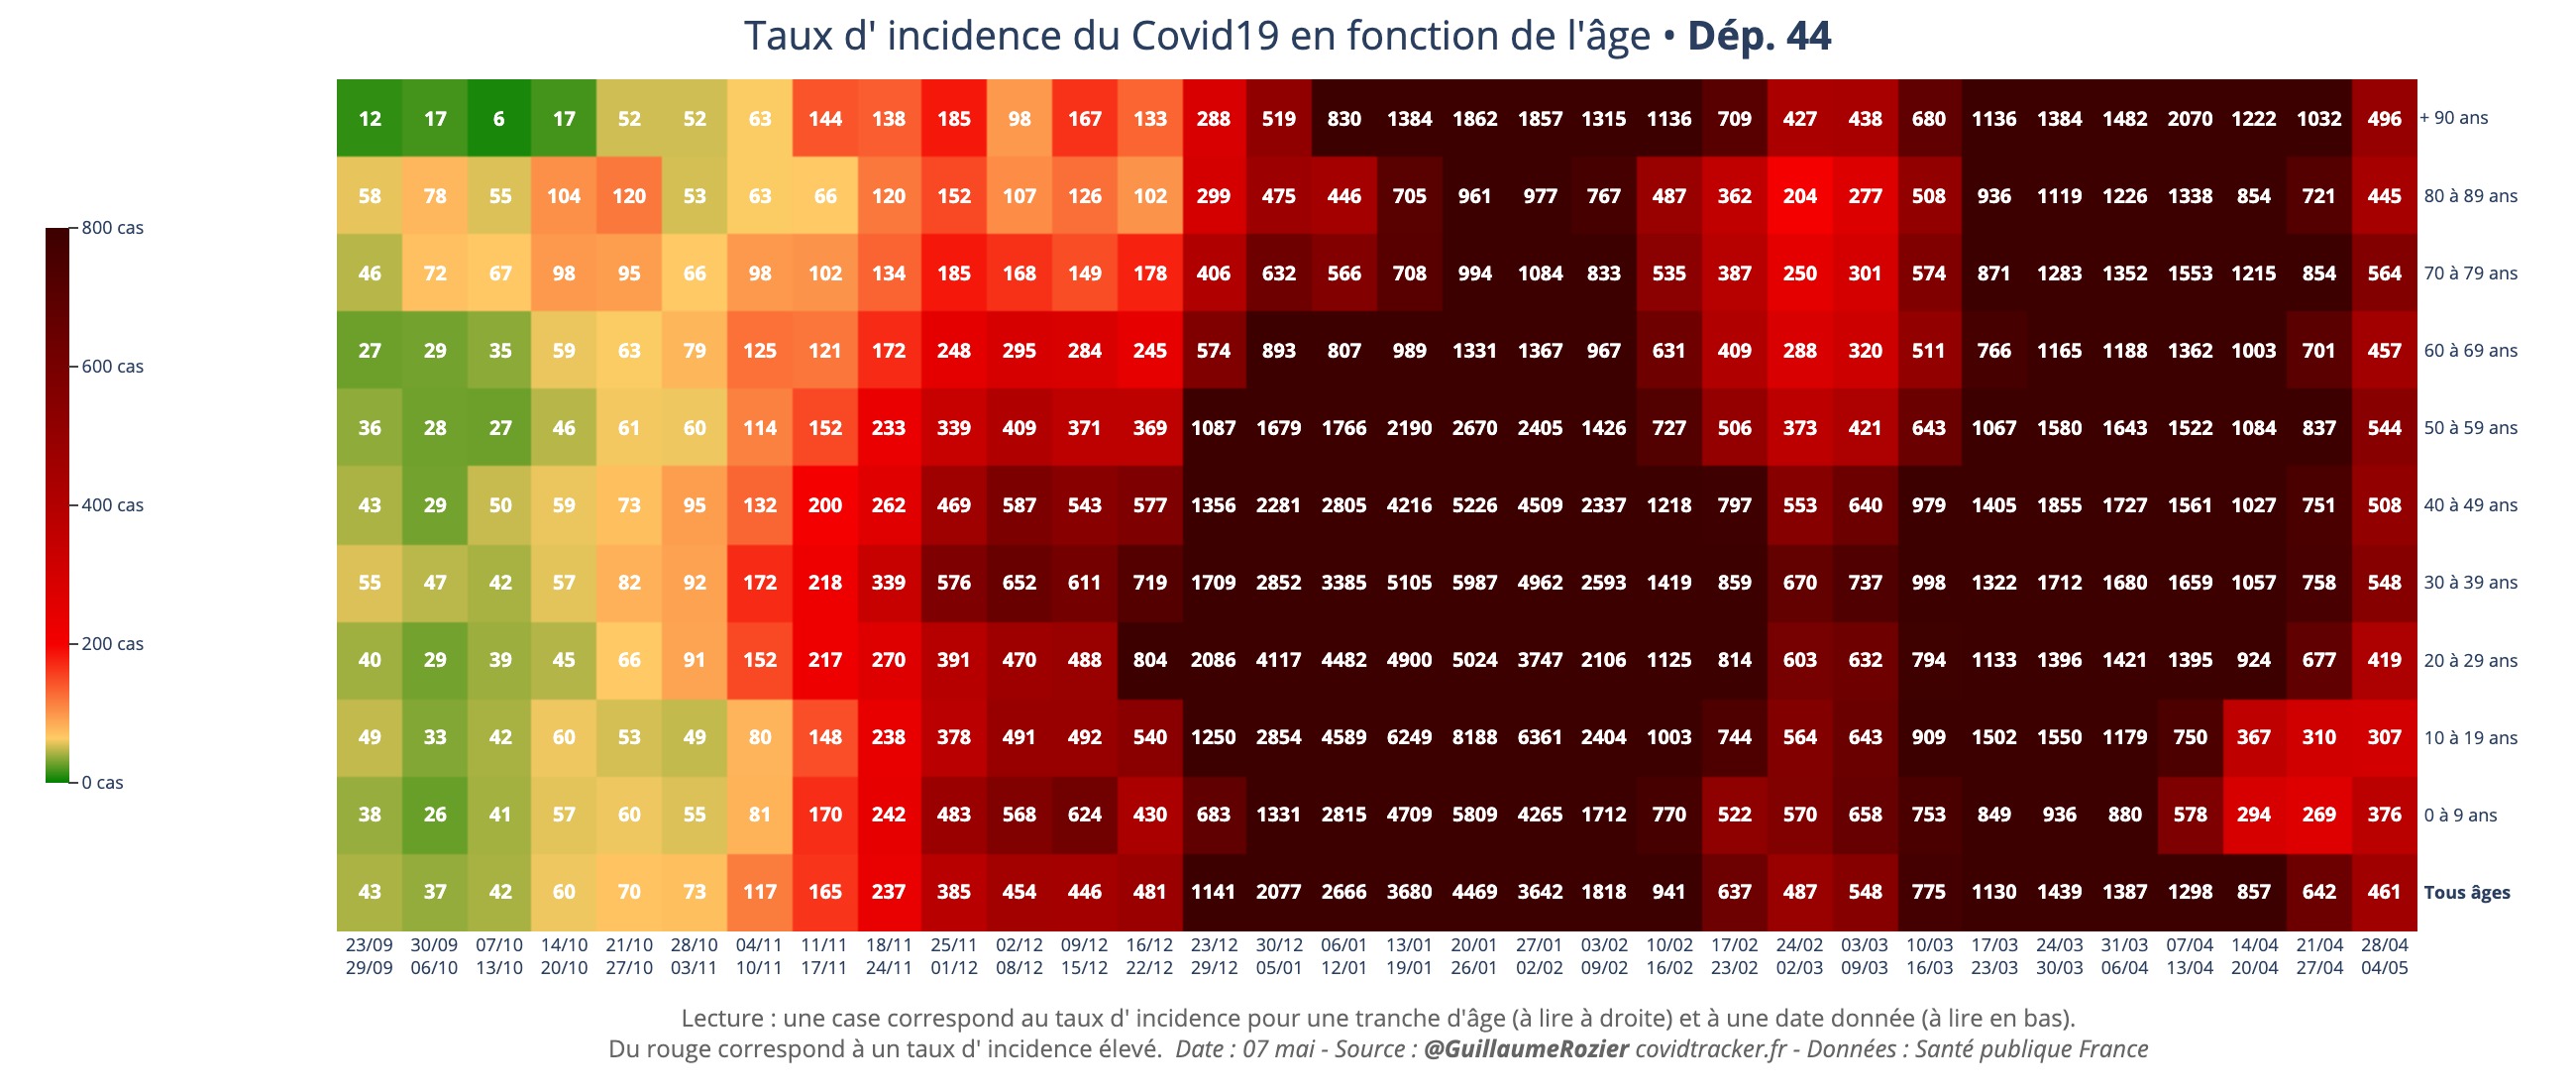 Taux d' incidence du Covid19 en fonction de l'âge • Dép. 44
800 cas
600 cas
400 cas
200 cas
0 cas
12 17 6 17 52 52 63 144 138 185 98 167 133 288 519 830 1384 1862 1857 1315 1136 709 427 438 680 1136 1384 1482 2070 1222 1032 496 + 90 ans
58 78 55 104 120 53 63 66 120 152 107 126 102 299 475 446 705 961 977 767 487 362 204 277 508 936 1119 1226 1338 854 721 445 80 à 89 ans
46 72 67 98 95 66 98 102 134 185 168 149 178 406 632 566 708 994 1084 833 535 387 250 301 574 871 1283 1352 1553 1215 854 564 70 à 79 ans
27 29 35 59 63 79 125 121 172 248 295 284 245 574 893 807 989 1331 1367 967 631 409 288 320 511 766 1165 1188 1362 1003 701 457 60 à 69 ans
36 28 27 46 61 60 114 152 233 339 409 371 369 1087 1679 1766 2190 2670 2405 1426 727 506 373 421 643 1067 1580 1643 1522 1084 837 544 50 à 59 ans
43 29 50 59 73 95 132 200 262 469 587 543 577 1356 2281 2805 4216 5226 4509 2337 1218 797 553 640 979 1405 1855 1727 1561 1027 751 508 40 à 49 ans
55 47 42 57 82 92 172 218 339 576 652 611 719 1709 2852 3385 5105 5987 4962 2593 1419 859 670 737 998 1322 1712 1680 1659 1057 758 548 30 à 39 ans
40 29 39 45 66 91 152 217 270 391 470 488 804 2086 4117 4482 4900 5024 3747 2106 1125 814 603 632 794 1133 1396 1421 1395 924 677 419 20 à 29 ans
49 33 42 60 53 49 80 148 238 378 491 492 540 1250 2854 4589 6249 8188 6361 2404 1003 744 564 643 909 1502 1550 1179 750 367 310 307 10 à 19 ans
38 26 41 57 60 55 81 170 242 483 568 624 430 683 1331 2815 4709 5809 4265 1712 770 522 570 658 753 849 936 880 578 294 269 376 0 à 9 ans
43 37 42 60 70 73 117 165 237 385 454 446 481 1141 2077 2666 3680 4469 3642 1818 941 637 487 548 775 1130 1439 1387 1298 857 642 461 Tous âges
23/09 30/09 07/10 14/10 21/10 28/10 04/11 11/11 18/11 25/11 02/12 09/12 16/12 23/12 30/12 06/01 13/01 20/01 27/01 03/02 10/02 17/02 24/02 03/03 10/03 17/03 24/03 31/03 07/04 14/04 21/04 28/04
29/09 06/10 13/10 20/10 27/10 03/11 10/11 17/11 24/11 01/12 08/12 15/12 22/12 29/12 05/01 12/01 19/01 26/01 02/02 09/02 16/02 23/02 02/03 09/03 16/03 23/03 30/03 06/04 13/04 20/04 27/04 04/05
Lecture : une case correspond au taux d' incidence pour une tranche d'âge (à lire à droite) et à une date donnée (à lire en bas).
Du rouge correspond à un taux d' incidence élevé. Date : 07 mai - Source : @GuillaumeRozier covidtracker.fr - Données : Santé publique France